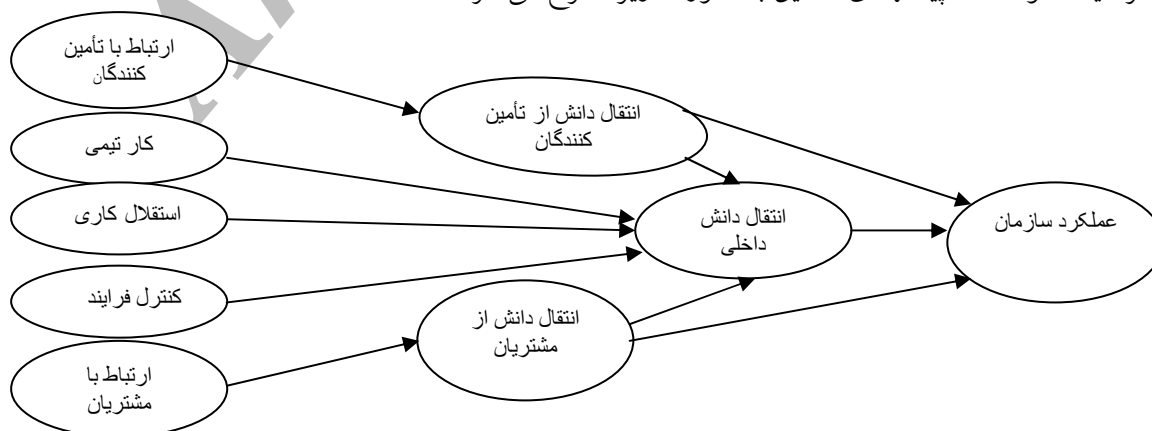 ارتباط با تأمین
کنندگان
کار تیمی
استقلال کاری
کنترل فرایند
ارتباط با
مشتریان
انتقال دانش از تأمین
کنندگان
انتقال دانش
داخلی
انتقال دانش از
مشتریان
عملکرد سازمان